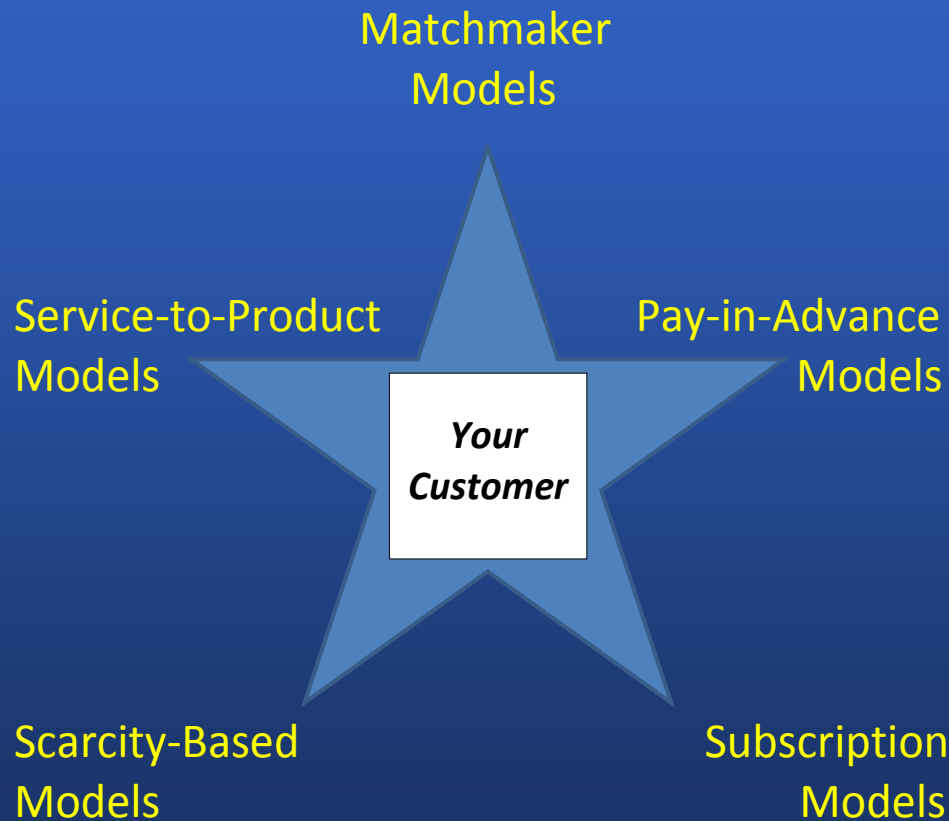 Matchmaker
Models
Service-to-Product
Models
Pay-in-Advance
Models
Your
Customer
Scarcity-Based
Models
Subscription
Models